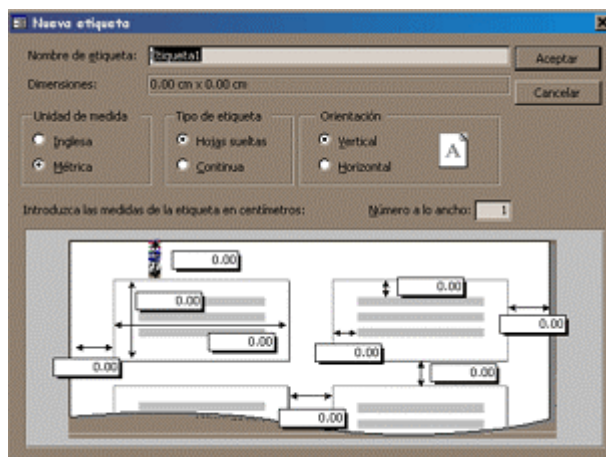 Nueva etiqueta
Nombre de etiqueta: Etiqueta1 Aceptar
Dimensiones: 0.00 cm x 0.00 cm Cancelar
Unidad de medida Tipo de etiqueta Orientación
Inglesa Hojas sueltas Vertical A
Métrica Continua Horizontal
Introduzca las medidas de la etiqueta en centímetros: Número a lo ancho: 1
0.00
0.00 0.00
0.00 0.00
0.00 0.00
0.00 0.00
0.00